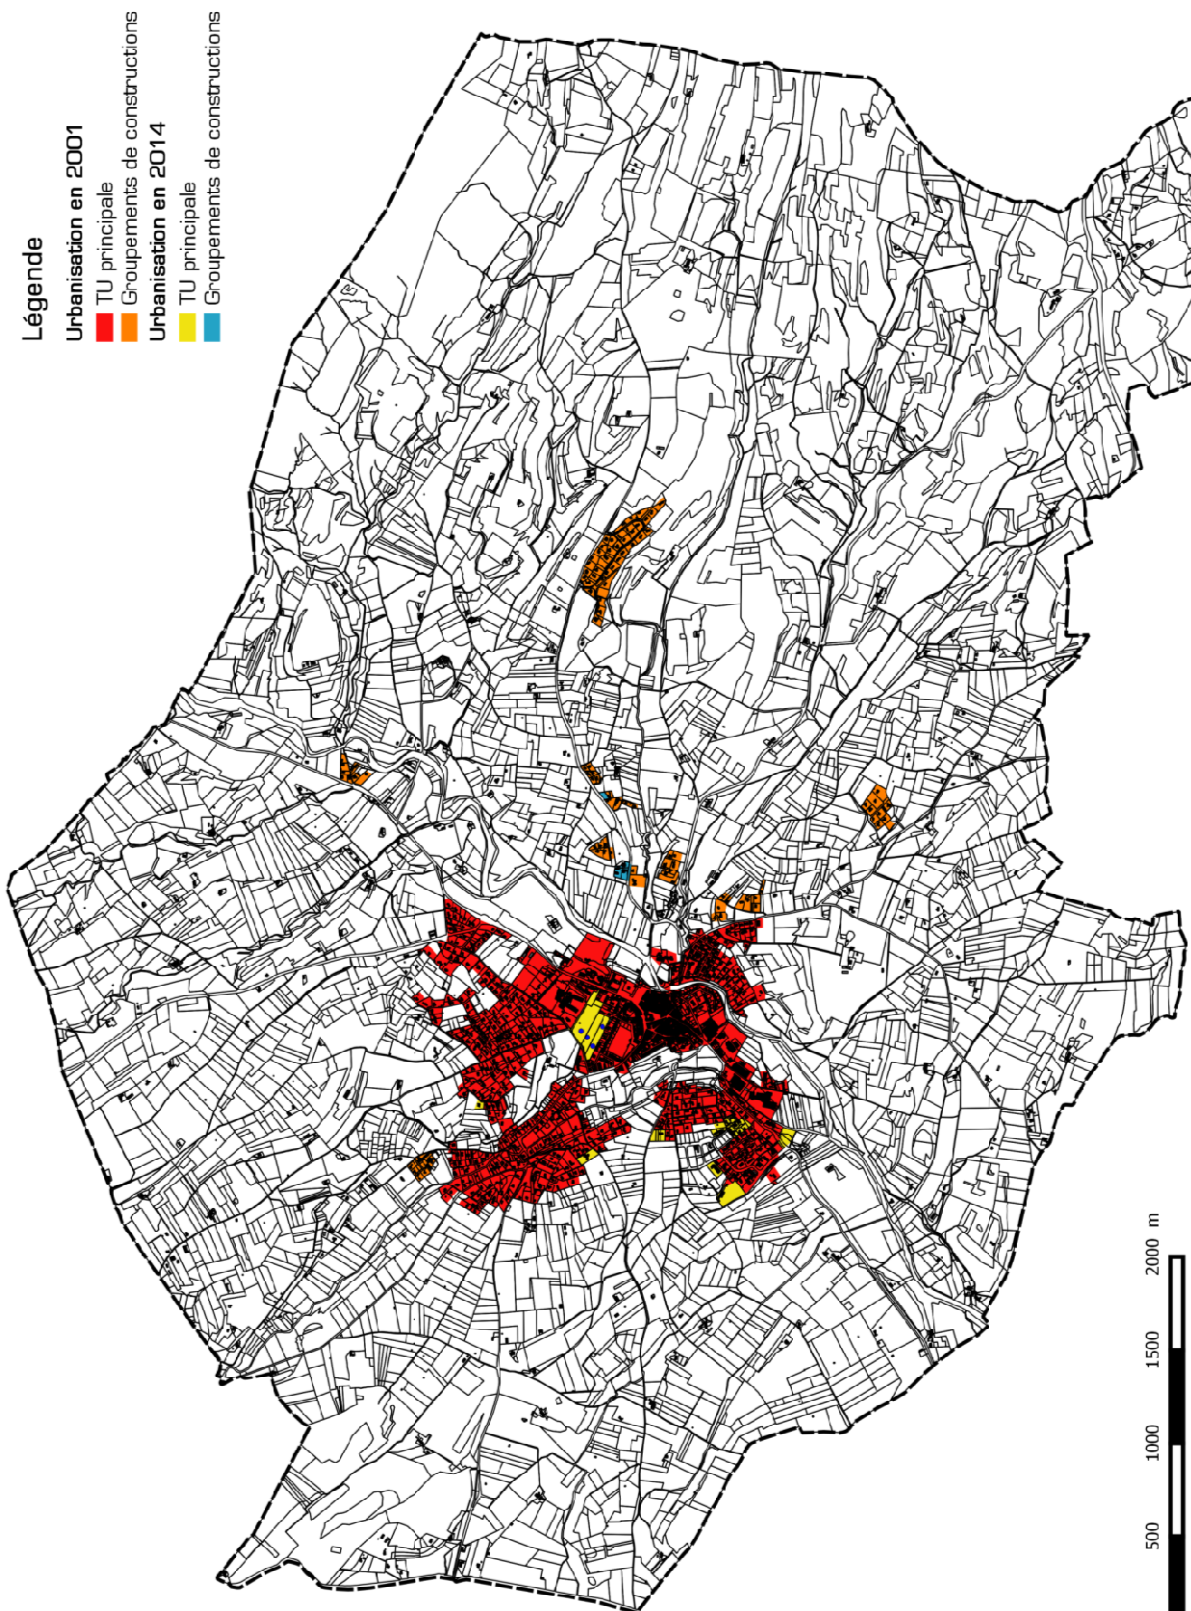 Légende
Urbanisation en 2001
TU principale
Groupements de constructions
Urbanisation en 2014
TU principale
Groupements de constructions
500 1000 1500 2000 m